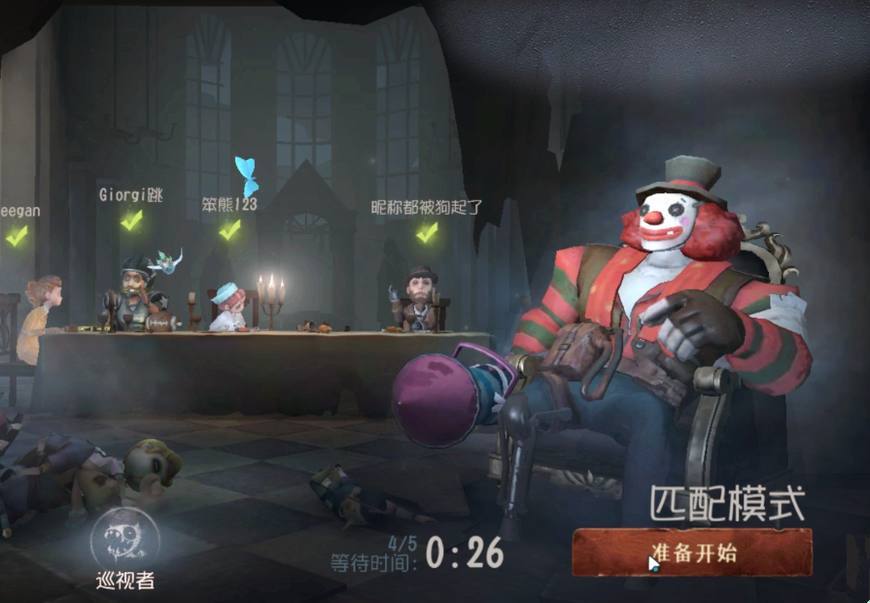 eegan
Giorgi跳
笨熊123
昵称都被狗起了
匹配模式
准备开始
4/5
等待时间: 0:26
巡视者